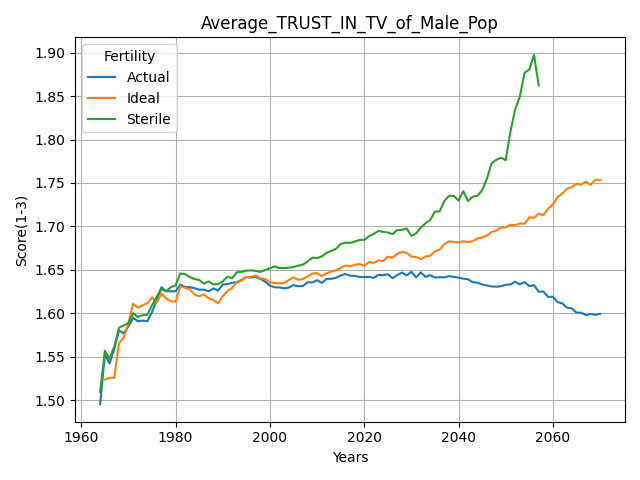 Average_TRUST_IN_TV_of_Male_Pop
Score(1-3)
1.90
1.85
1.80
1.75
1.70
1.65
1.60
1.55
1.50
Fertility
Actual
Ideal
Sterile
1960 1980 2000 2020 2040 2060
Years